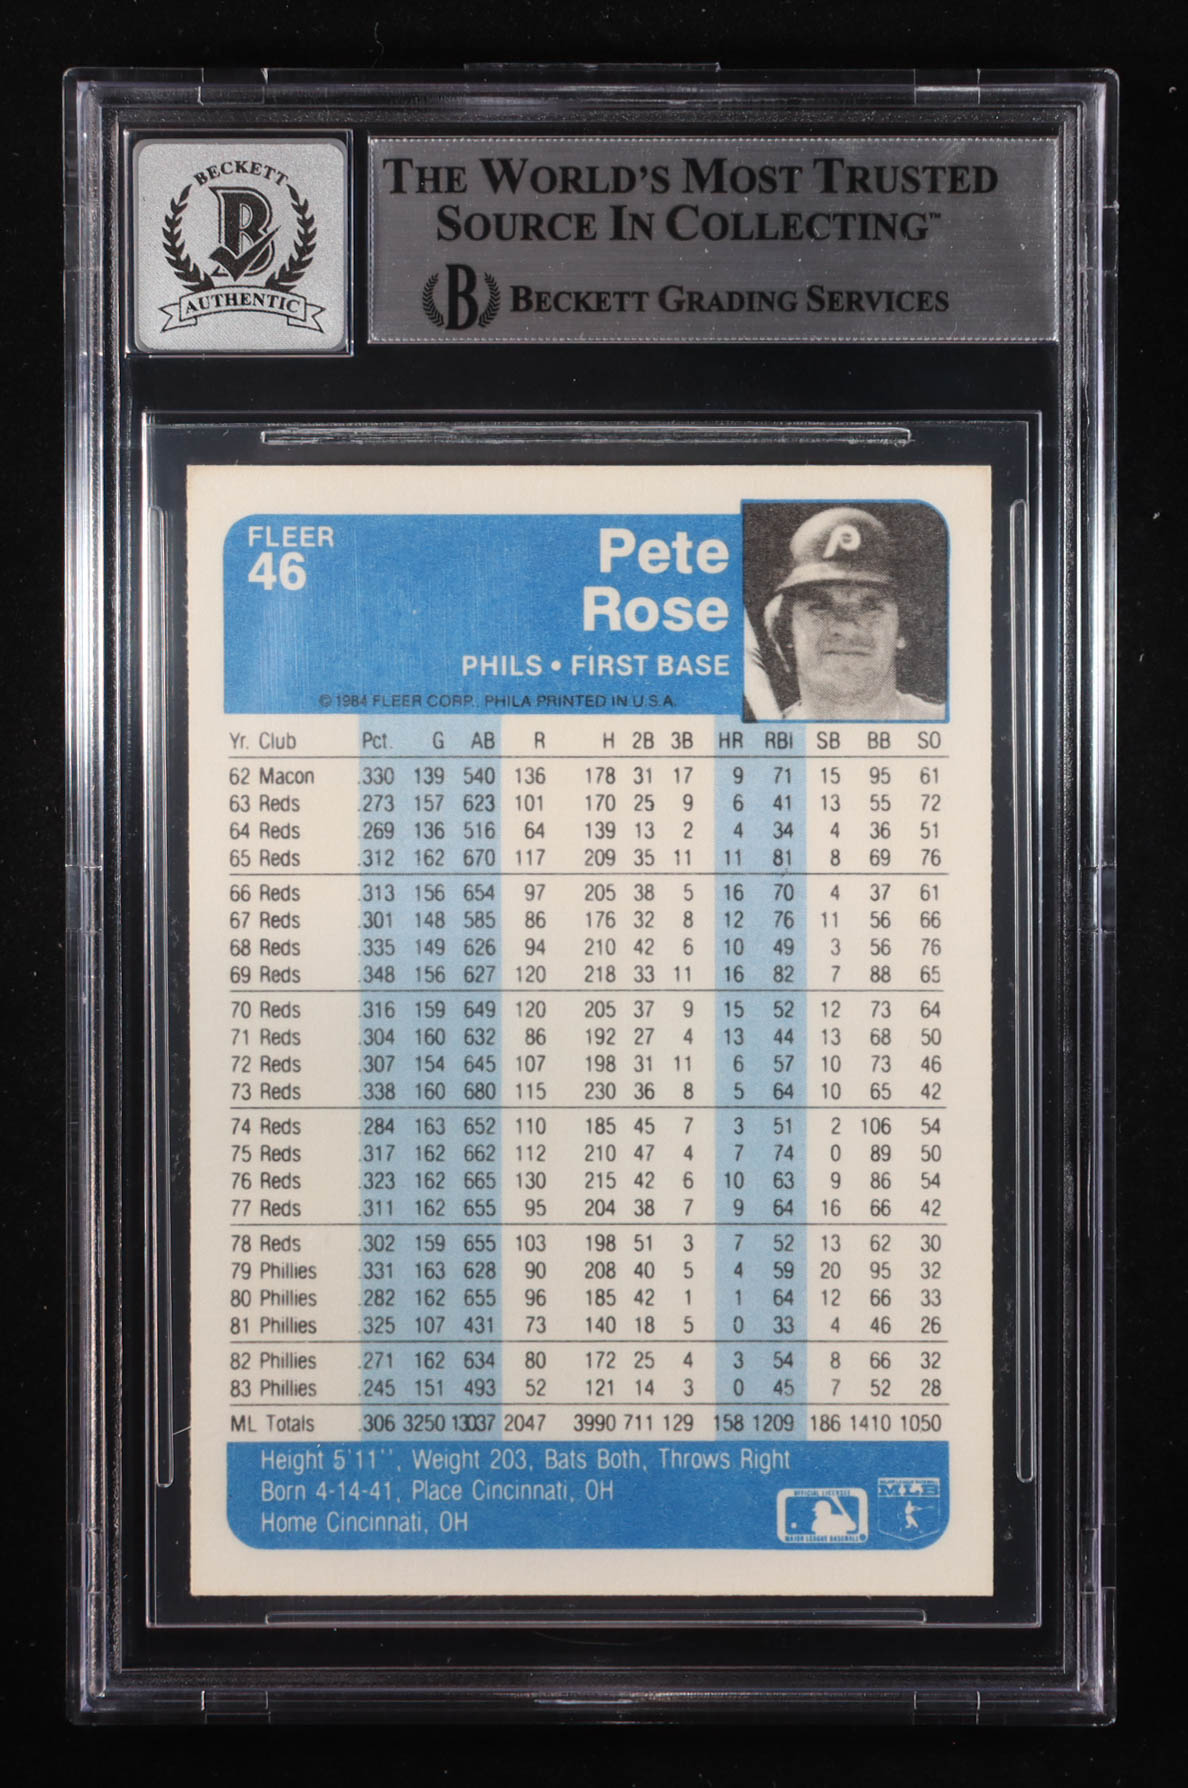 BECKETT
B
AUTHENTIC
THE WORLD'S MOST TRUSTED
SOURCE IN COLLECTING™
B BECKETT GRADING SERVICES
FLEER
46
Pete
Rose
PHILS • FIRST BASE
© 1984 FLEER CORP. PHILA PRINTED IN U.S.A.
P
Yr. Club Pct. G AB R H 2B 3B HR RBI SB BB SO
62 Macon .330 139 540 136 178 31 17 9 71 15 95 61
63 Reds .273 157 623 101 170 25 9 6 41 13 55 72
64 Reds .269 136 516 64 139 13 2 4 34 4 36 51
65 Reds .312 162 670 117 209 35 11 11 81 8 69 76
66 Reds .313 156 654 97 205 38 5 16 70 4 37 61
67 Reds .301 148 585 86 176 32 8 12 76 11 56 66
68 Reds .335 149 626 94 210 42 6 10 49 3 56 76
69 Reds .348 156 627 120 218 33 11 16 82 7 88 65
70 Reds .316 159 649 120 205 37 9 15 52 12 73 64
71 Reds .304 160 632 86 192 27 4 13 44 13 68 50
72 Reds .307 154 645 107 198 31 11 6 57 10 73 46
73 Reds .338 160 680 115 230 36 8 5 64 10 65 42
74 Reds .284 163 652 110 185 45 7 3 51 2 106 54
75 Reds .317 162 662 112 210 47 4 7 74 0 89 50
76 Reds .323 162 665 130 215 42 6 10 63 9 86 54
77 Reds .311 162 655 95 204 38 7 9 64 16 66 42
78 Reds .302 159 655 103 198 51 3 7 52 13 62 30
79 Phillies .331 163 628 90 208 40 5 4 59 20 95 32
80 Phillies .282 162 655 96 185 42 1 1 64 12 66 33
81 Phillies .325 107 431 73 140 18 5 0 33 4 46 26
82 Phillies .271 162 634 80 172 25 4 3 54 8 66 32
83 Phillies .245 151 493 52 121 14 3 0 45 7 52 28
ML Totals .306 3250 13037 2047 3990 711 129 158 1209 186 1410 1050
Height 5'11'', Weight 203, Bats Both, Throws Right
Born 4-14-41, Place Cincinnati, OH
Home Cincinnati, OH
OFFICIAL LICENSEE
MAJOR LEAGUE BASEBALL
MLB